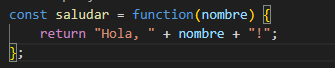 const saludar = function(nombre) {
    return "Hola, " + nombre + "!";
};